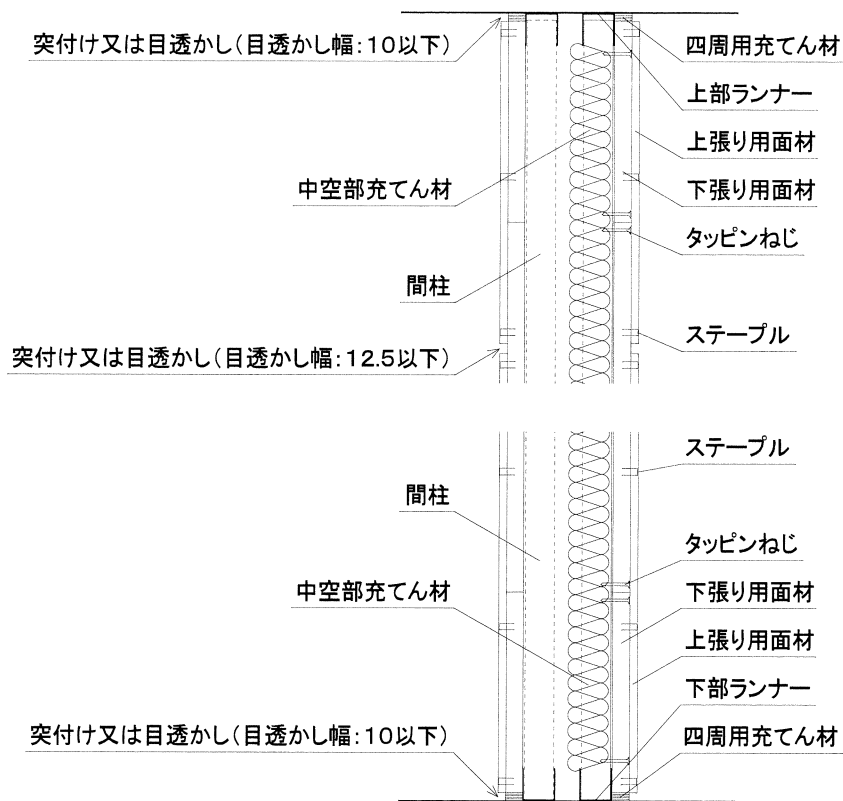 突付け又は目透かし(目透かし幅:10以下)
四周用充てん材
上部ランナー
上張り用面材
中空部充てん材
下張り用面材
タッピンねじ
間柱
ステープル
突付け又は目透かし(目透かし幅:12.5以下)
ステープル
間柱
タッピンねじ
中空部充てん材
下張り用面材
上張り用面材
下部ランナー
突付け又は目透かし(目透かし幅:10以下)
四周用充てん材